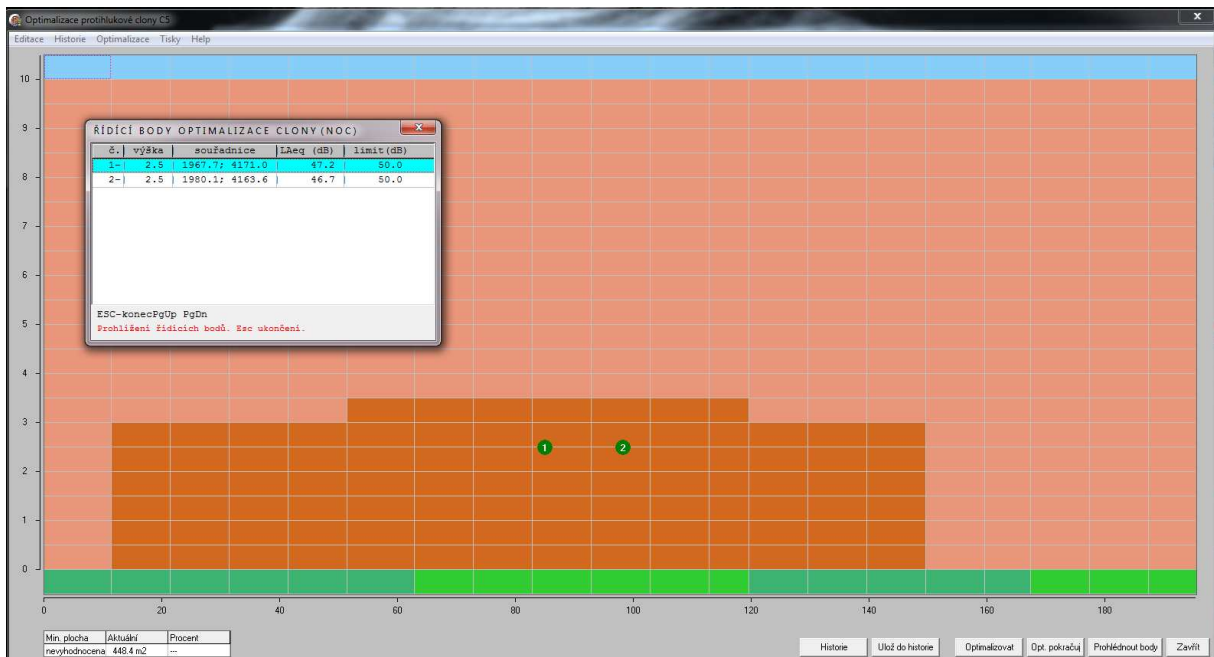 Optimalizace protihlukové clony C5
Editace Historie Optimalizace Tisky Help
10
9
ŘÍDÍCÍ BODY OPTIMALIZACE CLONY (NOC)
č.| výška | souřadnice |LAeq (dB) | limit(dB)
1-| 2.5 | 1967.7; 4171.0 | 47.2 | 50.0
2-| 2.5 | 1980.1; 4163.6 | 46.7 | 50.0
8
7
6
ESC-konecPgUp PgDn
Prohlížení řídících bodů. Esc ukončení.
5
4
3
1 2
2
1
0
0 20 40 60 80 100 120 140 160 180
Min. plocha Aktuální Procent
nevyhodnocena 448.4 m2 ---
Historie Ulož do historie Optimalizovat Opt. pokračuj Prohlédnout body Zavřít